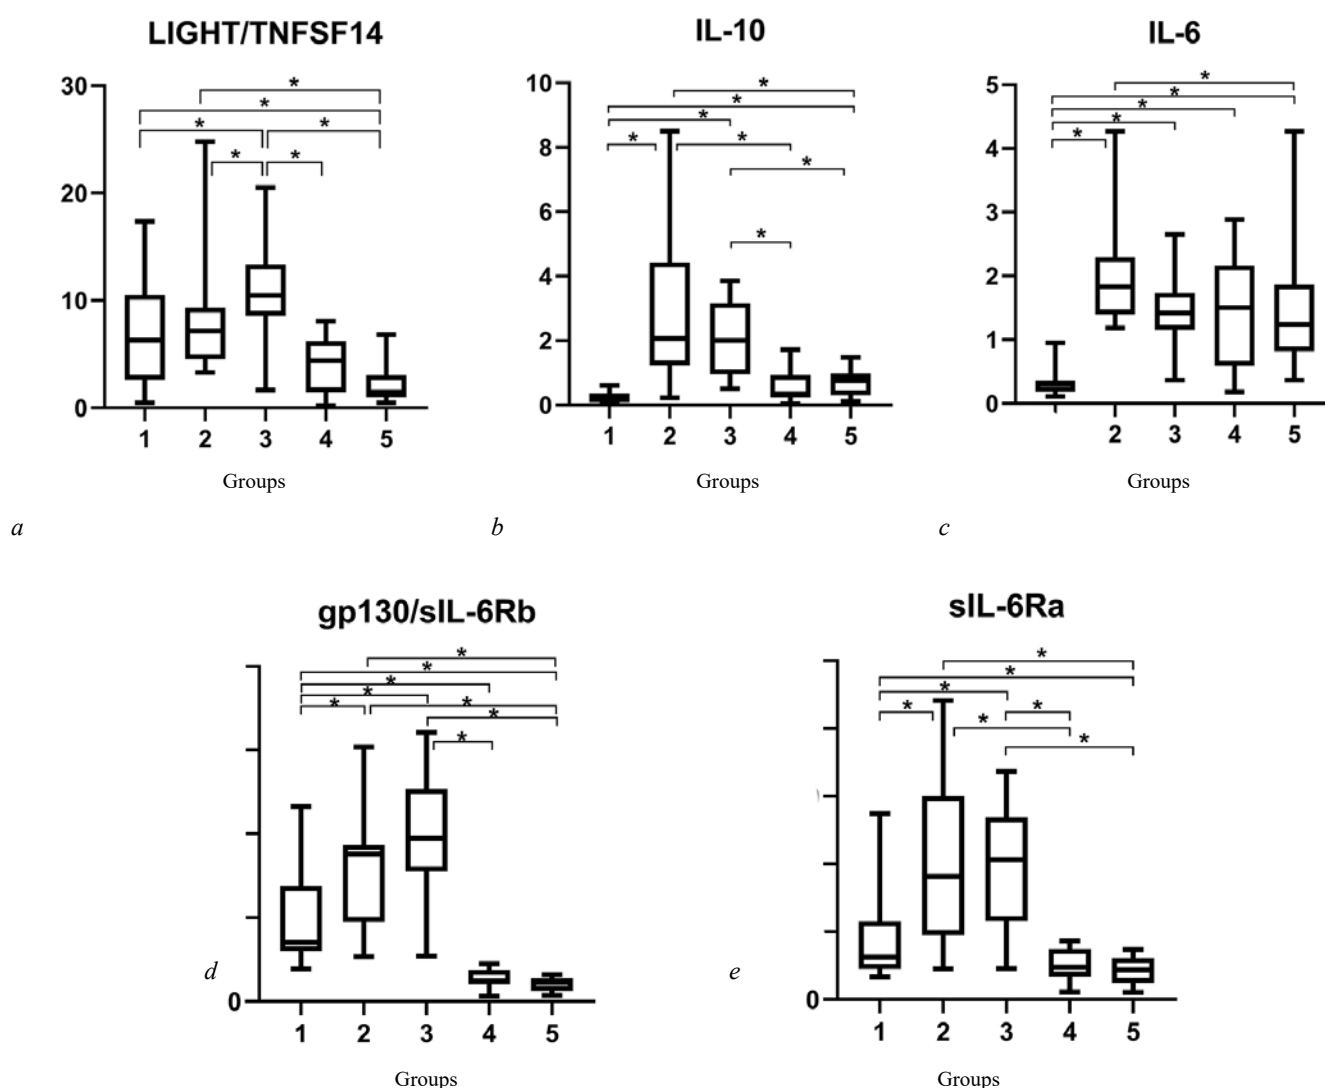 LIGHT/TNFSF14
30
20
10
0
* * * * * *
1 2 3 4 5
Groups
a
IL-10
10
8
6
4
2
0
* * * * * * *
1 2 3 4 5
Groups
b
IL-6
5
4
3
2
1
0
* * * * *
2 3 4 5
Groups
c
gp130/sIL-6Rb
0
* * * * * * * *
1 2 3 4 5
Groups
d
sIL-6Ra
0
* * * * * * *
1 2 3 4 5
Groups
e